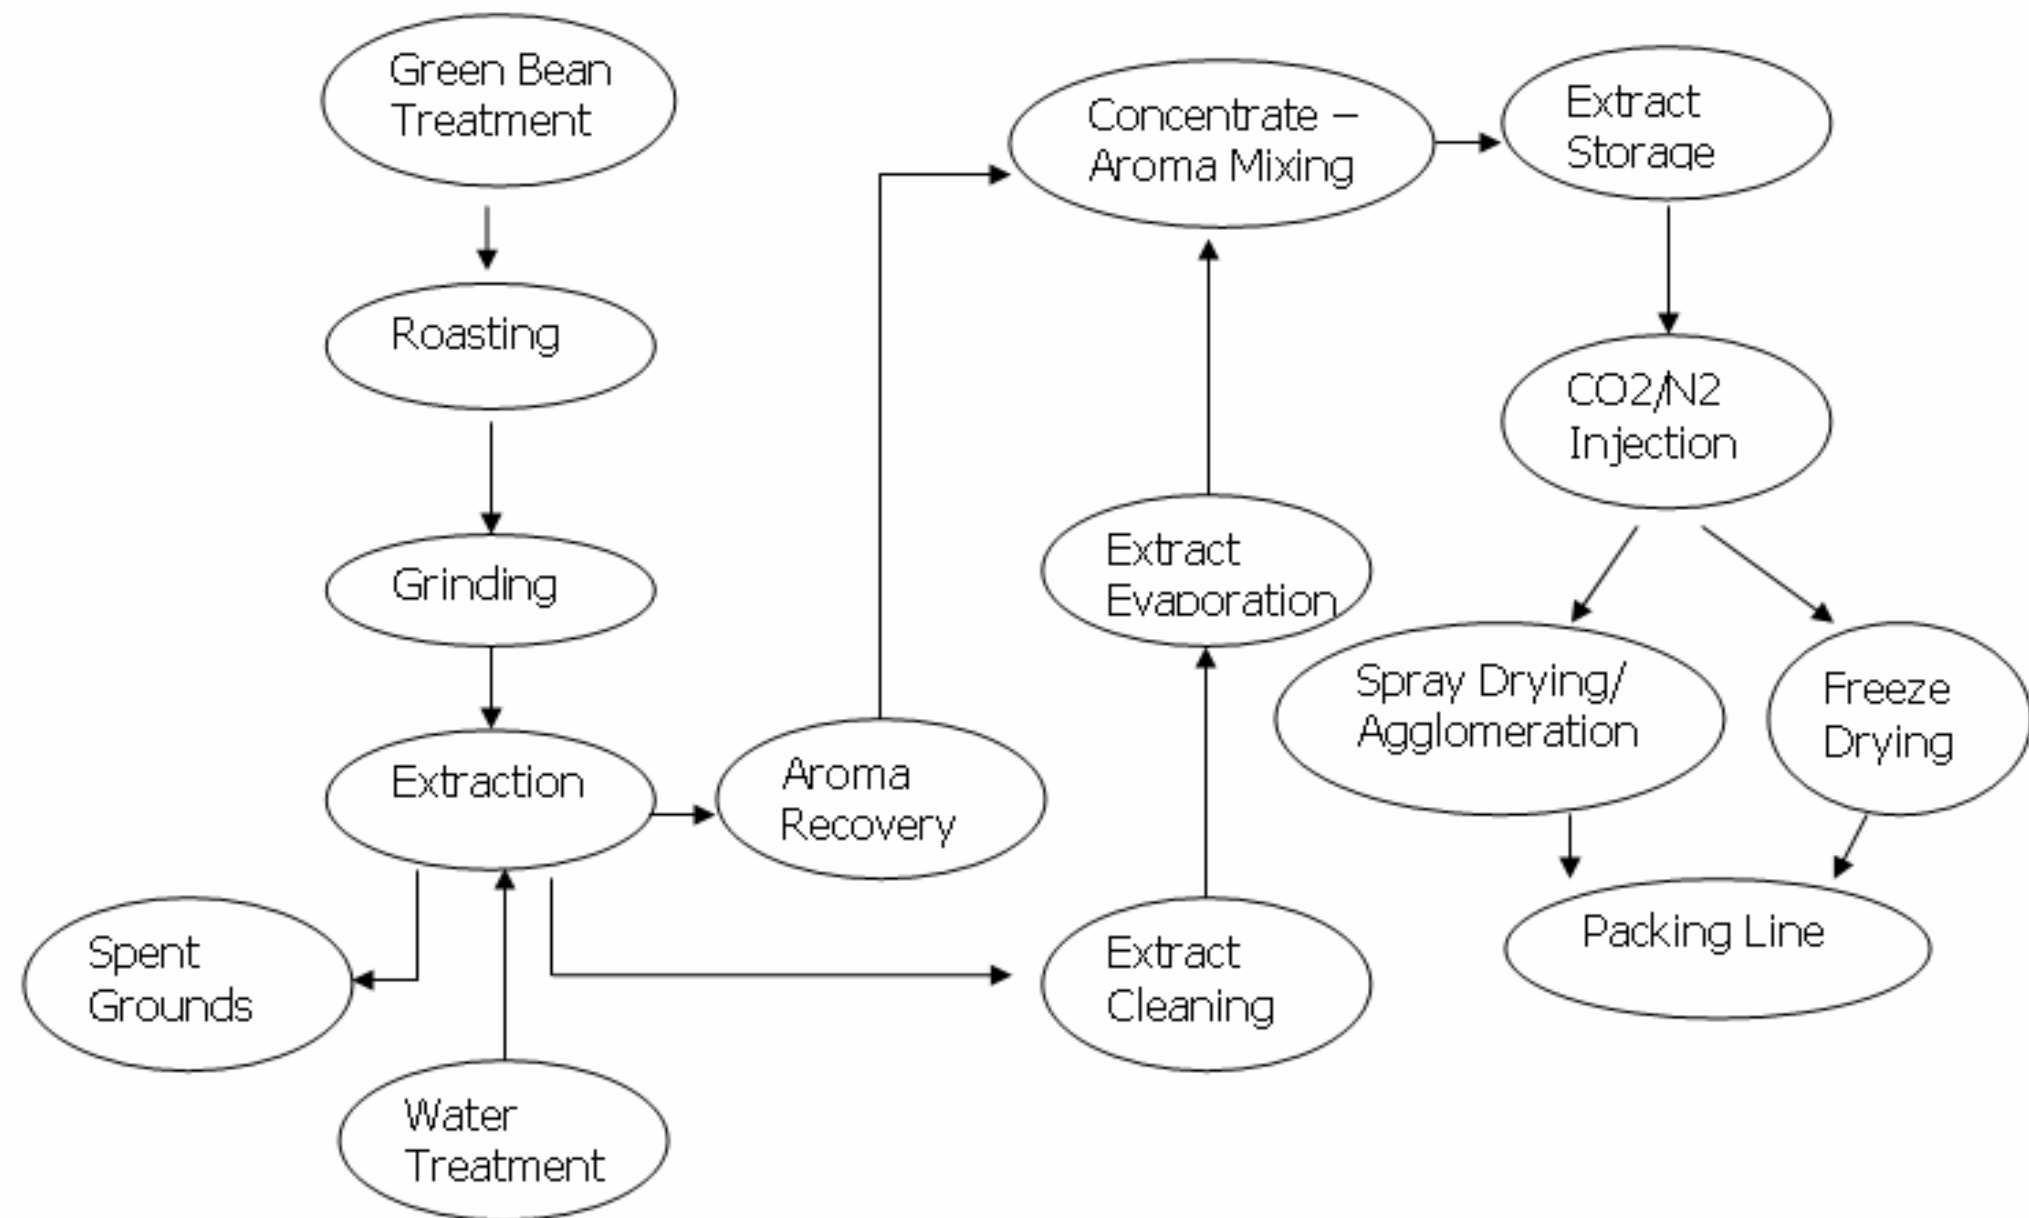 Green Bean
Treatment
Roasting
Grinding
Extraction
Spent
Grounds
Water
Treatment
Aroma
Recovery
Extract
Cleaning
Extract
Evaporation
Concentrate –
Aroma Mixing
Extract
Storage
CO2/N2
Injection
Spray Drying/
Agglomeration
Freeze
Drying
Packing Line